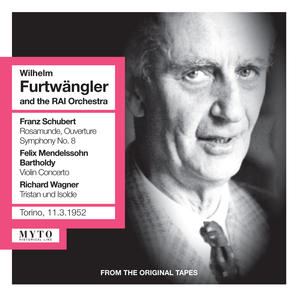 Wilhelm
Furtwängler
and the RAI Orchestra
Franz Schubert
Rosamunde, Ouverture
Symphony No. 8
Felix Mendelssohn
Bartholdy
Violin Concerto
Richard Wagner
Tristan und Isolde
Torino, 11.3.1952
MYTO
HISTORICAL LINE
FROM THE ORIGINAL TAPES